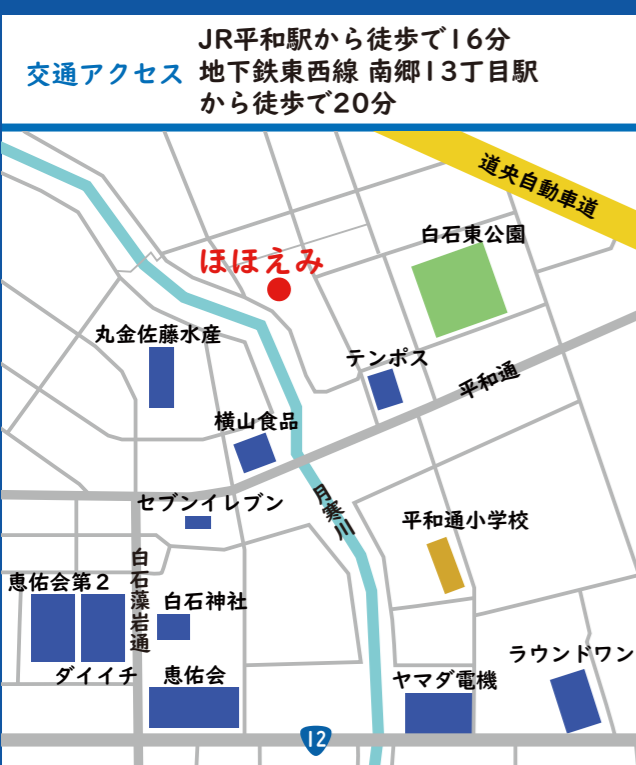 交通アクセス
JR平和駅から徒歩で16分
地下鉄東西線 南郷13丁目駅
から徒歩で20分
道央自動車道
白石東公園
ほほえみ
丸金佐藤水産
テンポス
平和通
横山食品
月寒川
セブンイレブン
平和通小学校
白石藻岩通
恵佑会第2
白石神社
ラウンドワン
ダイイチ
恵佑会
ヤマダ電機
12